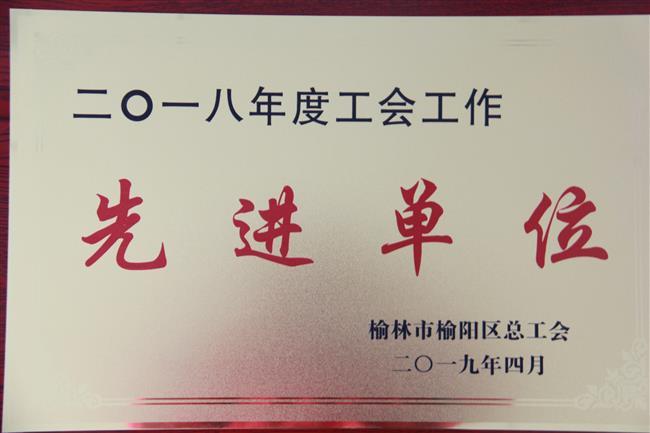 二〇一八年度工会工作
先进单位
榆林市榆阳区总工会
二〇一九年四月